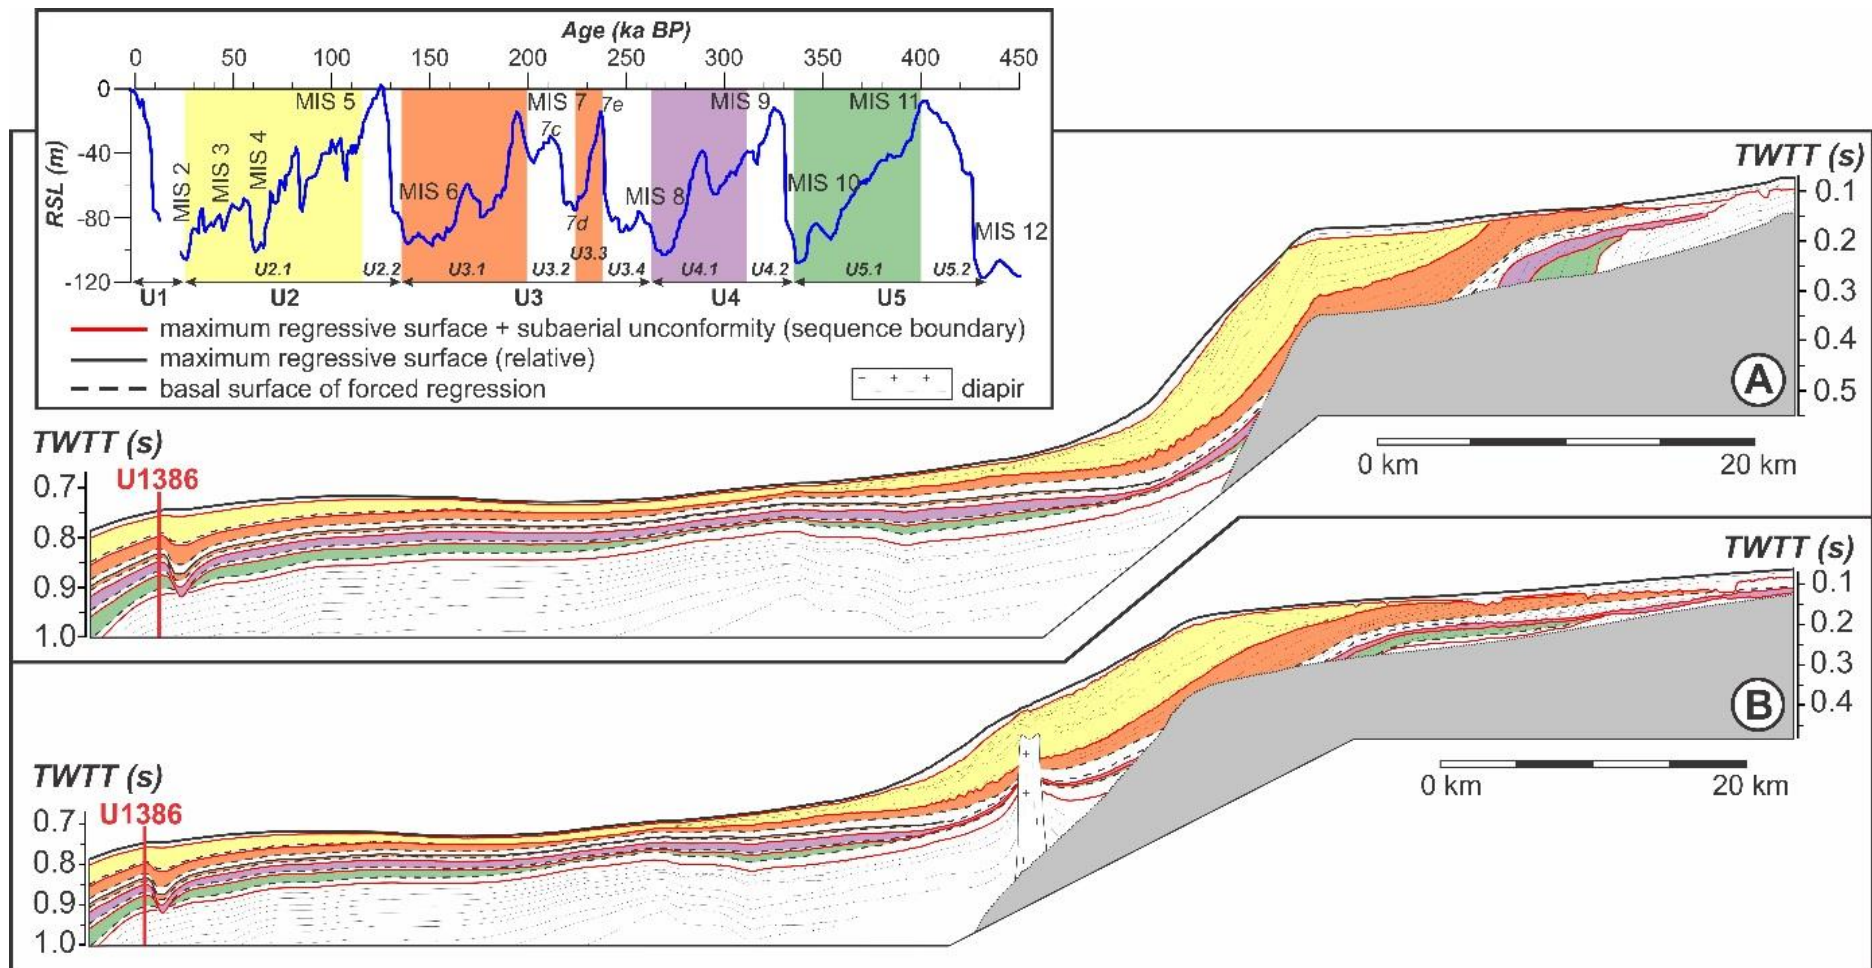 Age (ka BP)
0 50 100 150 200 250 300 350 400 450
RSL (m)
0
-40
-80
-120
MIS 2
MIS 3
MIS 4
MIS 5
MIS 6
MIS 7
7c
7d
7e
MIS 8
MIS 9
MIS 10
MIS 11
MIS 12
U2.1 U2.2 U3.1 U3.2 U3.3 U3.4 U4.1 U4.2 U5.1 U5.2
U1 U2 U3 U4 U5
maximum regressive surface + subaerial unconformity (sequence boundary)
maximum regressive surface (relative)
basal surface of forced regression
diapir
TWTT (s)
0.1
0.2
0.3
0.4
0.5
A
0 km 20 km
TWTT (s)
U1386
0.7
0.8
0.9
1.0
TWTT (s)
0.1
0.2
0.3
0.4
B
0 km 20 km
TWTT (s)
U1386
0.7
0.8
0.9
1.0